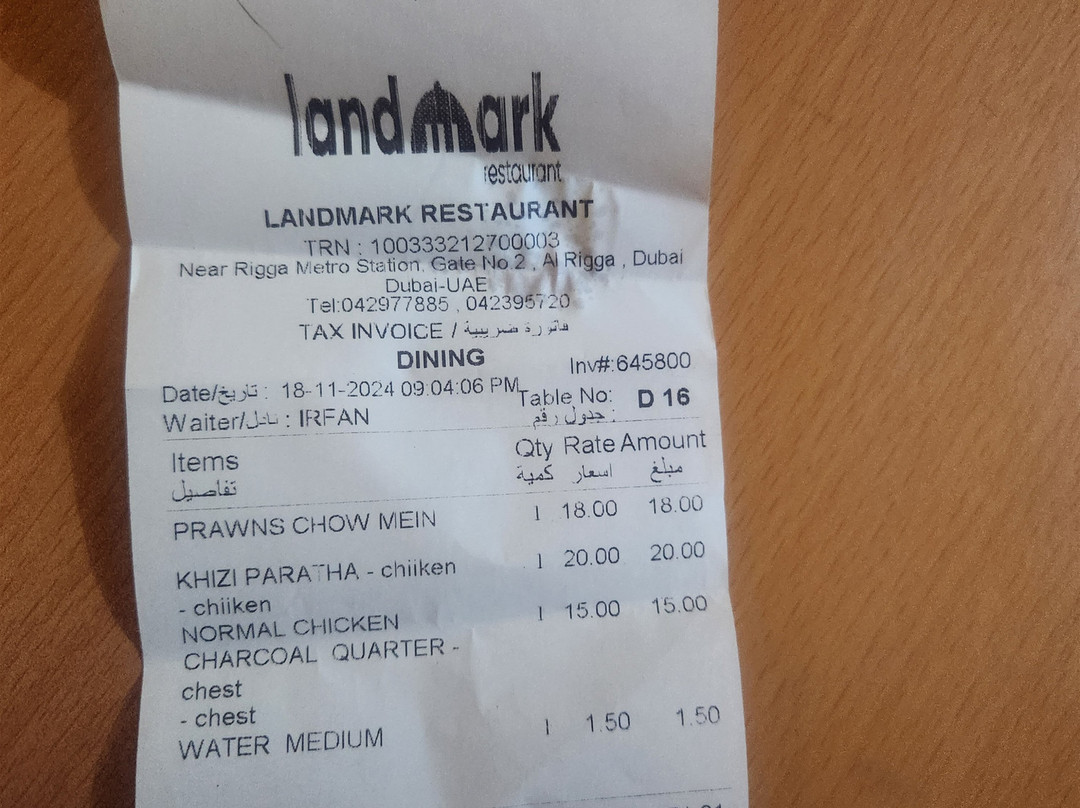 landmark
restaurant
LANDMARK RESTAURANT
TRN : 100333212700003
Near Rigga Metro Station, Gate No.2 , Al Rigga , Dubai
Dubai-UAE
Tel:042977885 , 042395720
TAX INVOICE / فاتورة ضريبية
DINING
Inv#:645800
Date/تاريخ : 18-11-2024 09:04:06 PM
Table No: D 16
Waiter/نادل : IRFAN
جدول رقم :
Items Qty Rate Amount
تفاصيل كمية اسعار مبلغ
PRAWNS CHOW MEIN 1 18.00 18.00
KHIZI PARATHA - chiiken 1 20.00 20.00
- chiiken
NORMAL CHICKEN 1 15.00 15.00
CHARCOAL QUARTER -
chest
- chest
WATER MEDIUM 1 1.50 1.50